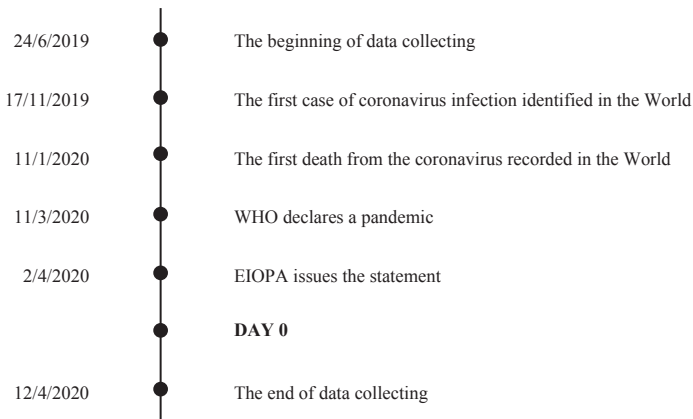 24/6/2019 The beginning of data collecting
17/11/2019 The first case of coronavirus infection identified in the World
11/1/2020 The first death from the coronavirus recorded in the World
11/3/2020 WHO declares a pandemic
2/4/2020 EIOPA issues the statement
DAY 0
12/4/2020 The end of data collecting